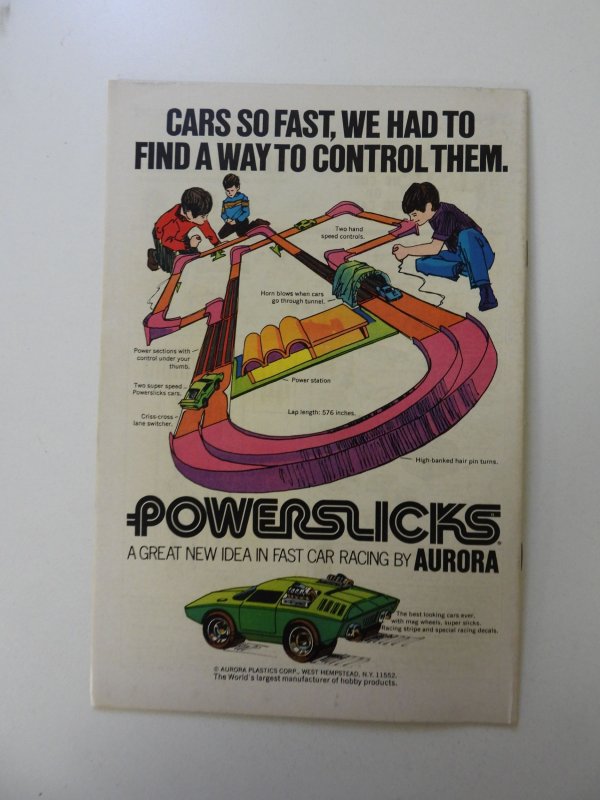 CARS SO FAST, WE HAD TO
FIND A WAY TO CONTROL THEM.
Two hand
speed controls.
Horn blows when cars
go through tunnel.
Power sections with
control under your
thumb.
Power station
Two super speed
Powerslicks cars.
Lap length: 576 inches.
Criss-cross
lane switcher.
High-banked hair pin turns.
POWERSLICKS
A GREAT NEW IDEA IN FAST CAR RACING BY AURORA
The best looking cars ever,
with mag wheels, super slicks.
Racing stripe and special racing decals.
© AURORA PLASTICS CORP., WEST HEMPSTEAD, N.Y. 11552.
The World's largest manufacturer of hobby products.